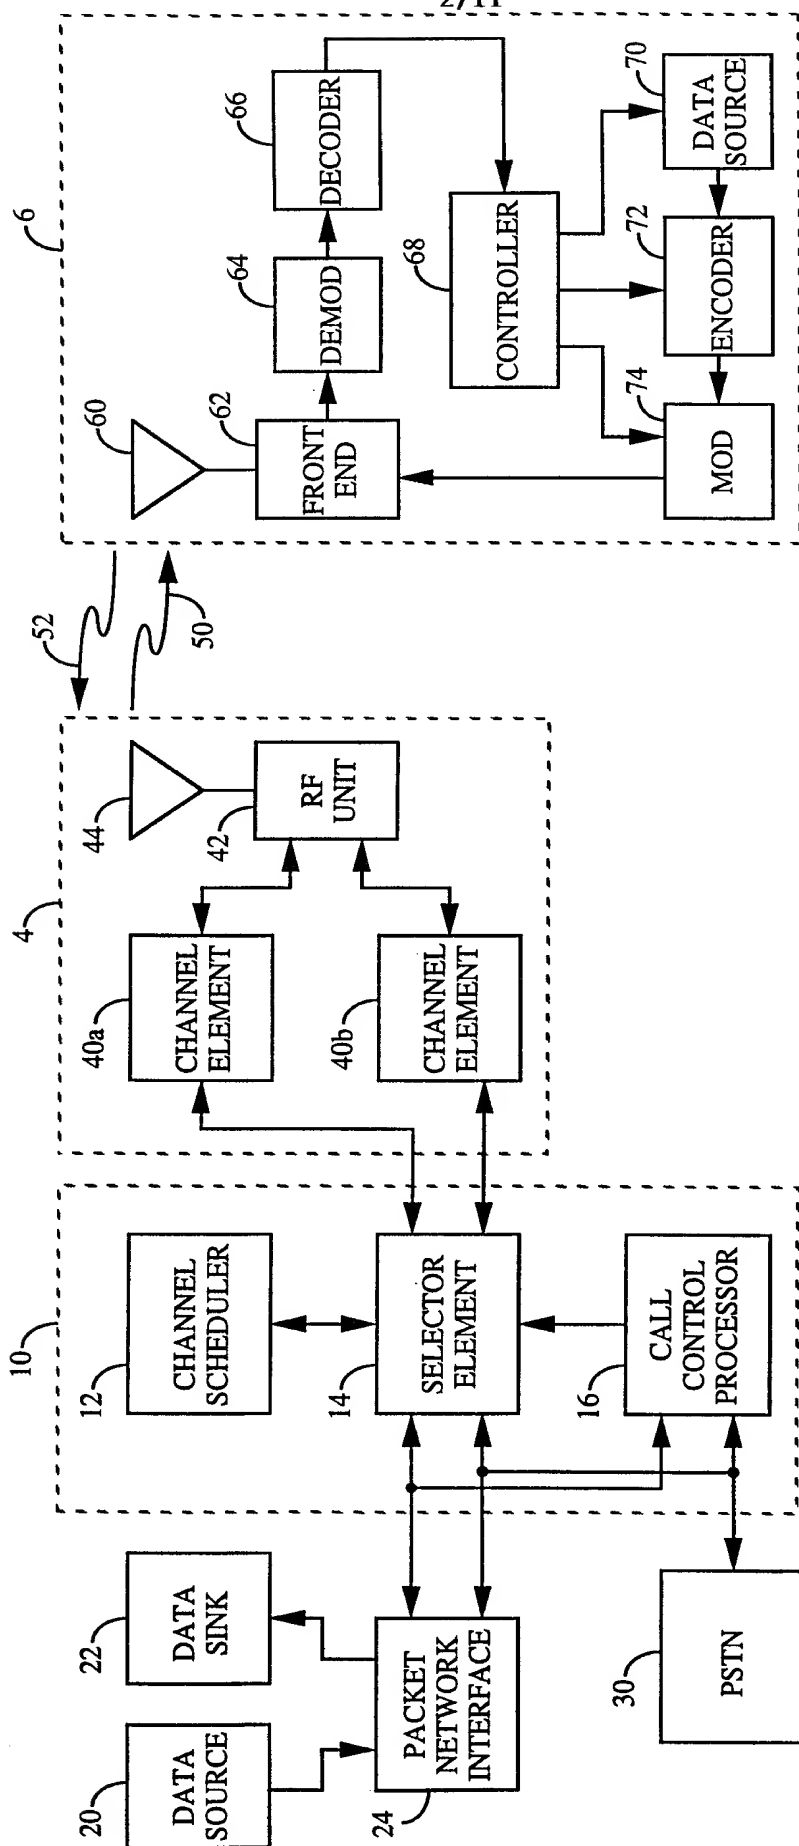 2/11
20
DATA
SOURCE
22
DATA
SINK
24
PACKET
NETWORK
INTERFACE
30
PSTN
10
12
CHANNEL
SCHEDULER
14
SELECTOR
ELEMENT
16
CALL
CONTROL
PROCESSOR
4
40a
CHANNEL
ELEMENT
40b
CHANNEL
ELEMENT
44
42
RF
UNIT
52
50
6
60
62
FRONT
END
64
DEMOD
66
DECODER
68
CONTROLLER
74
MOD
72
ENCODER
70
DATA
SOURCE